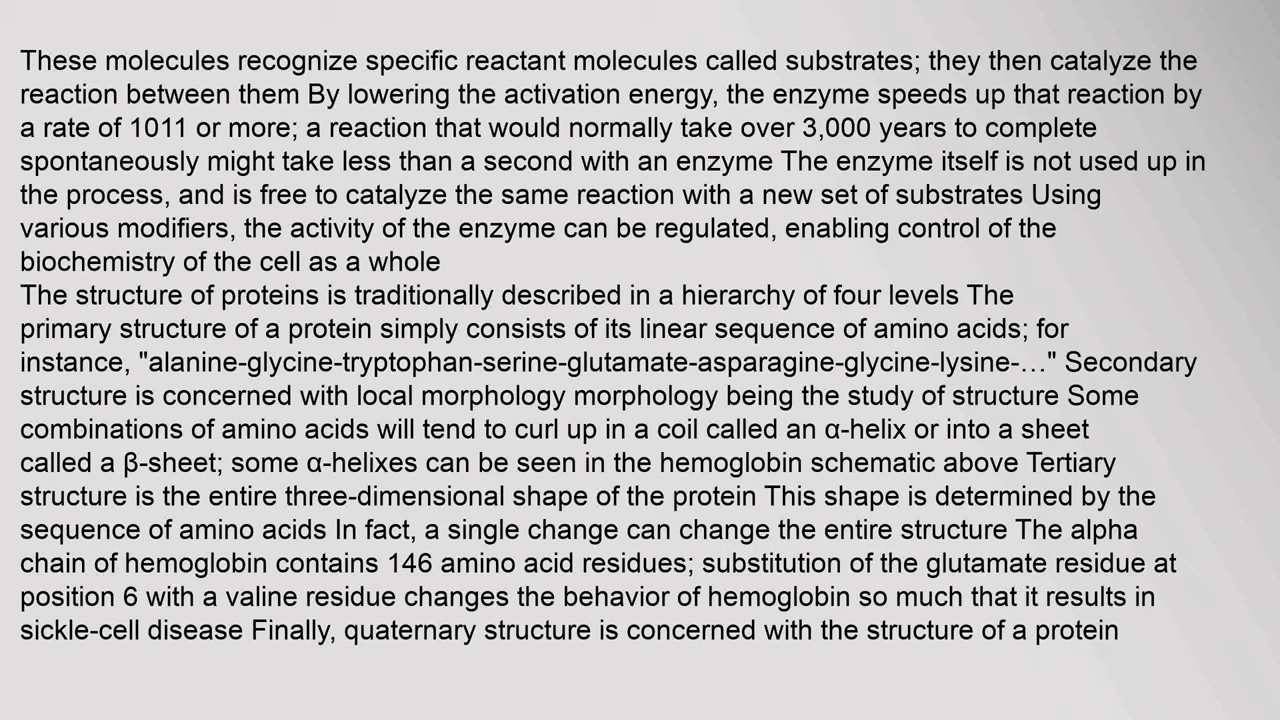 These molecules recognize specific reactant molecules called substrates; they then catalyze the
reaction between them By lowering the activation energy, the enzyme speeds up that reaction by
a rate of 1011 or more; a reaction that would normally take over 3,000 years to complete
spontaneously might take less than a second with an enzyme The enzyme itself is not used up in
the process, and is free to catalyze the same reaction with a new set of substrates Using
various modifiers, the activity of the enzyme can be regulated, enabling control of the
biochemistry of the cell as a whole
The structure of proteins is traditionally described in a hierarchy of four levels The
primary structure of a protein simply consists of its linear sequence of amino acids; for
instance, "alanine-glycine-tryptophan-serine-glutamate-asparagine-glycine-lysine-…" Secondary
structure is concerned with local morphology morphology being the study of structure Some
combinations of amino acids will tend to curl up in a coil called an α-helix or into a sheet
called a β-sheet; some α-helixes can be seen in the hemoglobin schematic above Tertiary
structure is the entire three-dimensional shape of the protein This shape is determined by the
sequence of amino acids In fact, a single change can change the entire structure The alpha
chain of hemoglobin contains 146 amino acid residues; substitution of the glutamate residue at
position 6 with a valine residue changes the behavior of hemoglobin so much that it results in
sickle-cell disease Finally, quaternary structure is concerned with the structure of a protein